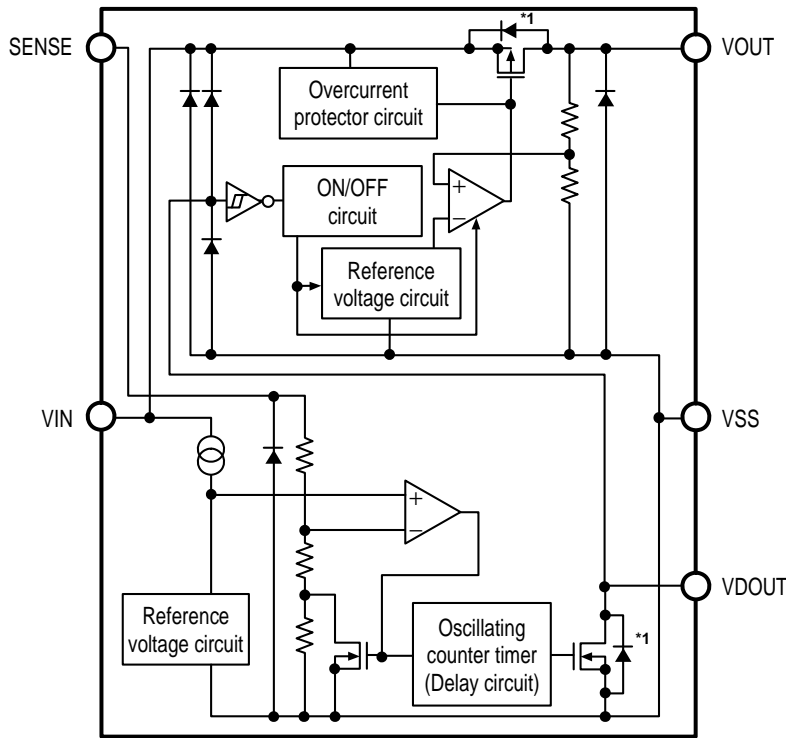 SENSE
*1
VOUT
Overcurrent
protector circuit
ON/OFF
circuit
+
−
Reference
voltage circuit
VIN
VSS
+
−
VDOUT
Reference
voltage circuit
Oscillating
counter timer
(Delay circuit)
*1